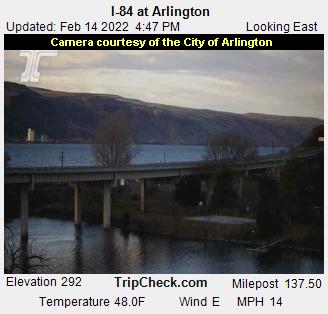 I-84 at Arlington
Updated: Feb 14 2022 4:47 PM Looking East
Camera courtesy of the City of Arlington
Elevation 292 TripCheck.com Milepost 137.50
Temperature 48.0F Wind E MPH 14